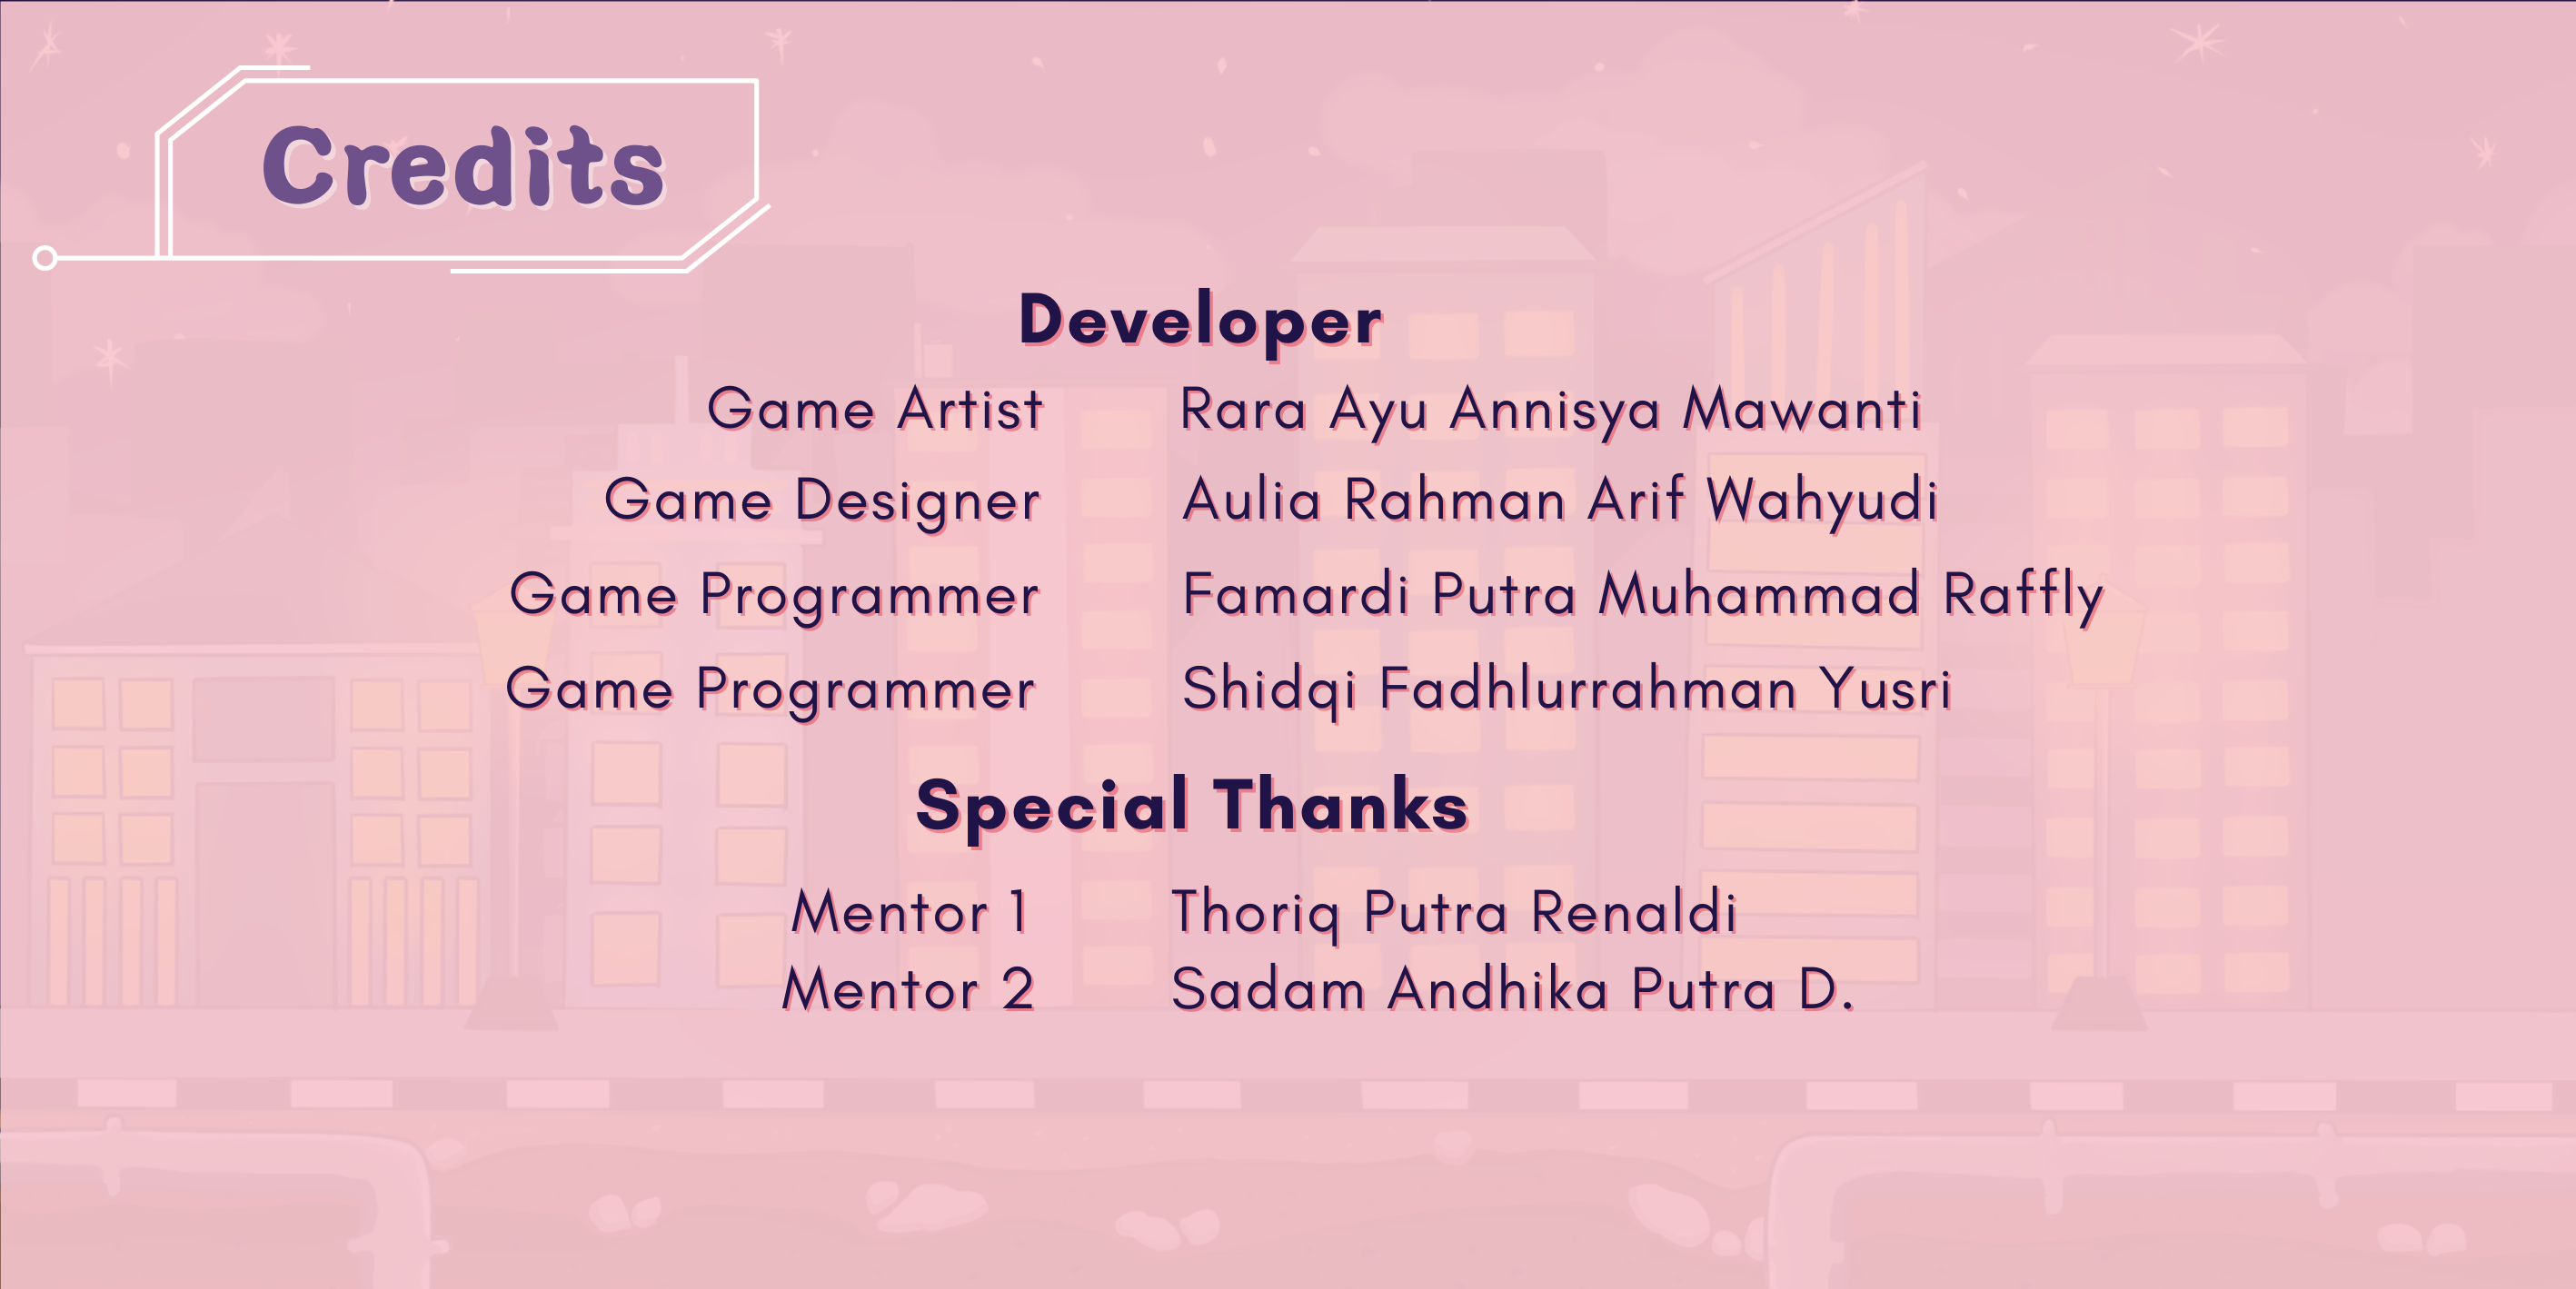 Credits
Developer
Game Artist Rara Ayu Annisya Mawanti
Game Designer Aulia Rahman Arif Wahyudi
Game Programmer Famardi Putra Muhammad Raffly
Game Programmer Shidqi Fadhlurrahman Yusri
Special Thanks
Mentor 1 Thoriq Putra Renaldi
Mentor 2 Sadam Andhika Putra D.